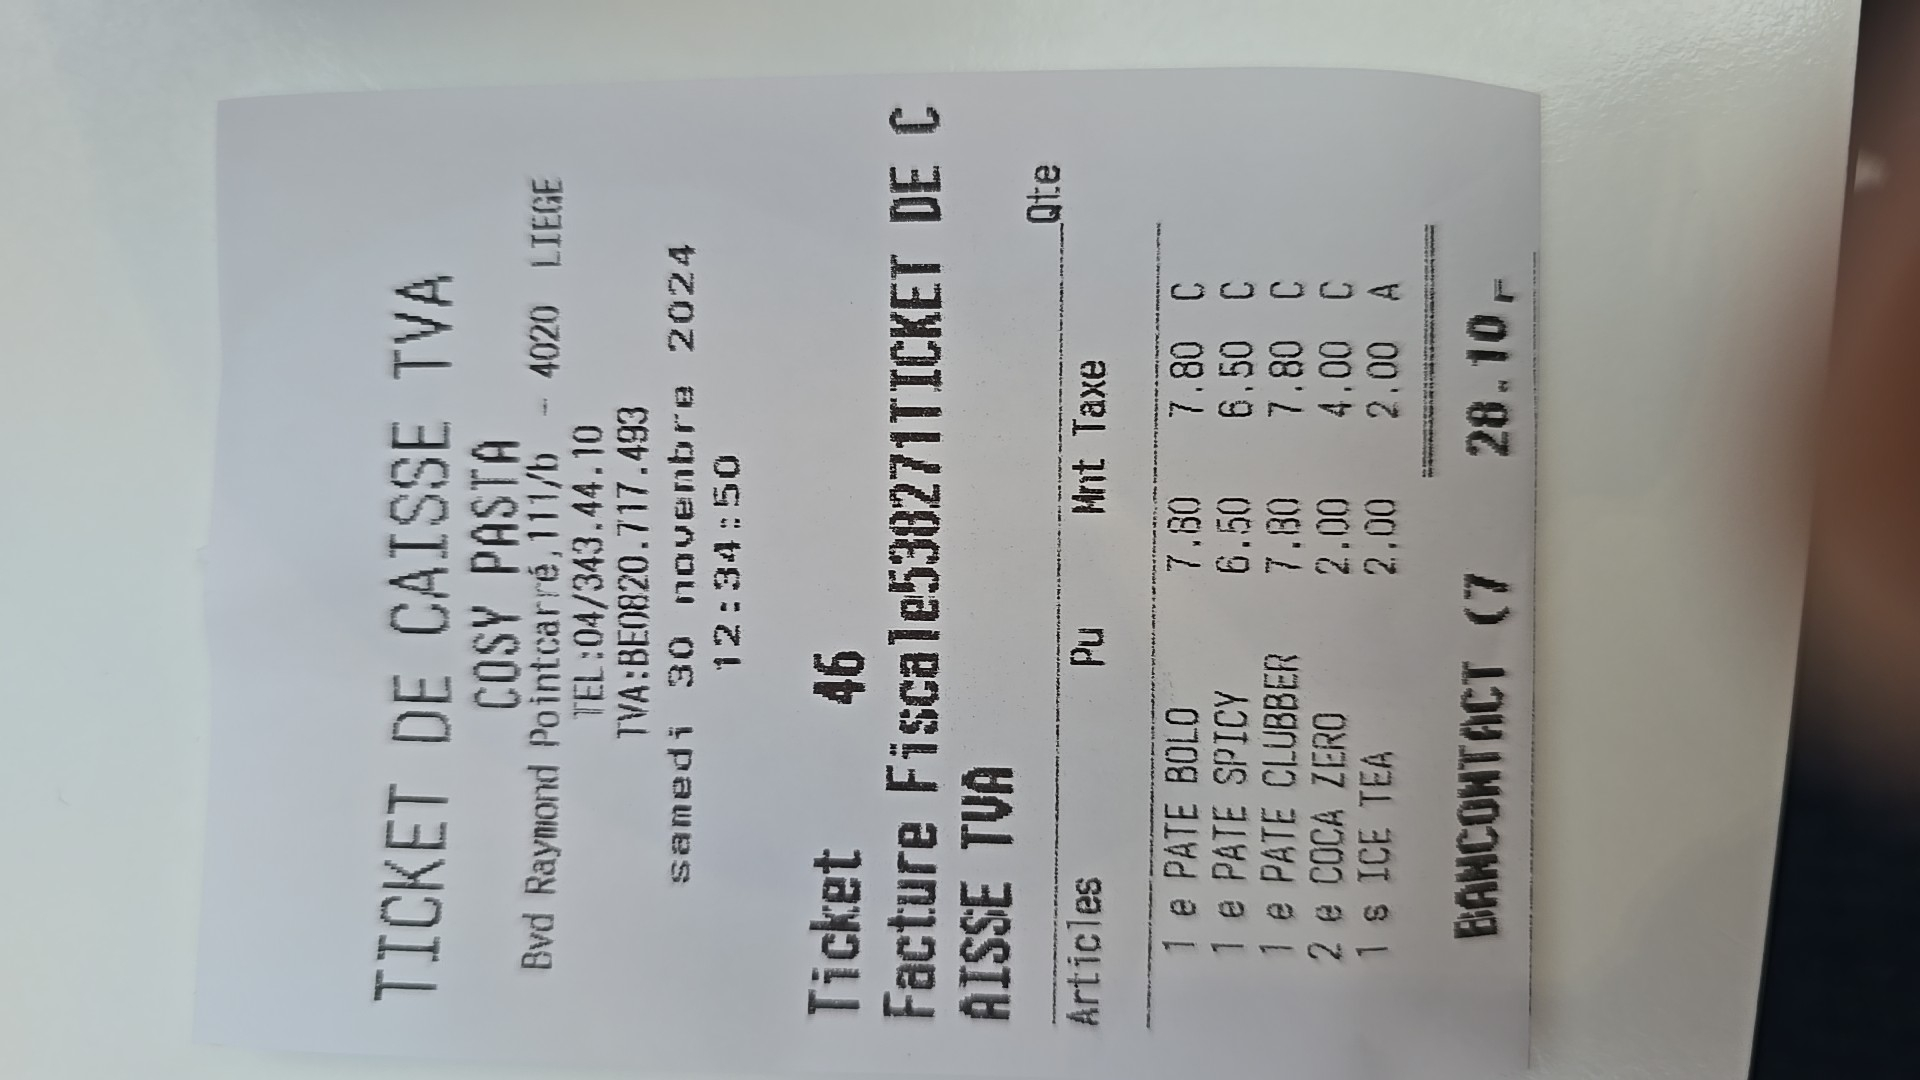 TICKET DE CAISSE TVA
COSY PASTA
Bvd Raymond Pointcarré,111/b - 4020 LIEGE
TEL:04/343.44.10
TVA:BE0820.717.493
samedi 30 novembre 2024
12:34:50
Ticket 46
Facture Fiscale53827TICKET DE C
AISSE TVA
Qte
Articles Pu Mnt Taxe
1 e PATE BOLO 7.80 7.80 C
1 e PATE SPICY 6.50 6.50 C
1 e PATE CLUBBER 7.80 7.80 C
2 e COCA ZERO 2.00 4.00 C
1 s ICE TEA 2.00 2.00 A
BANCONTACT (7 28.10